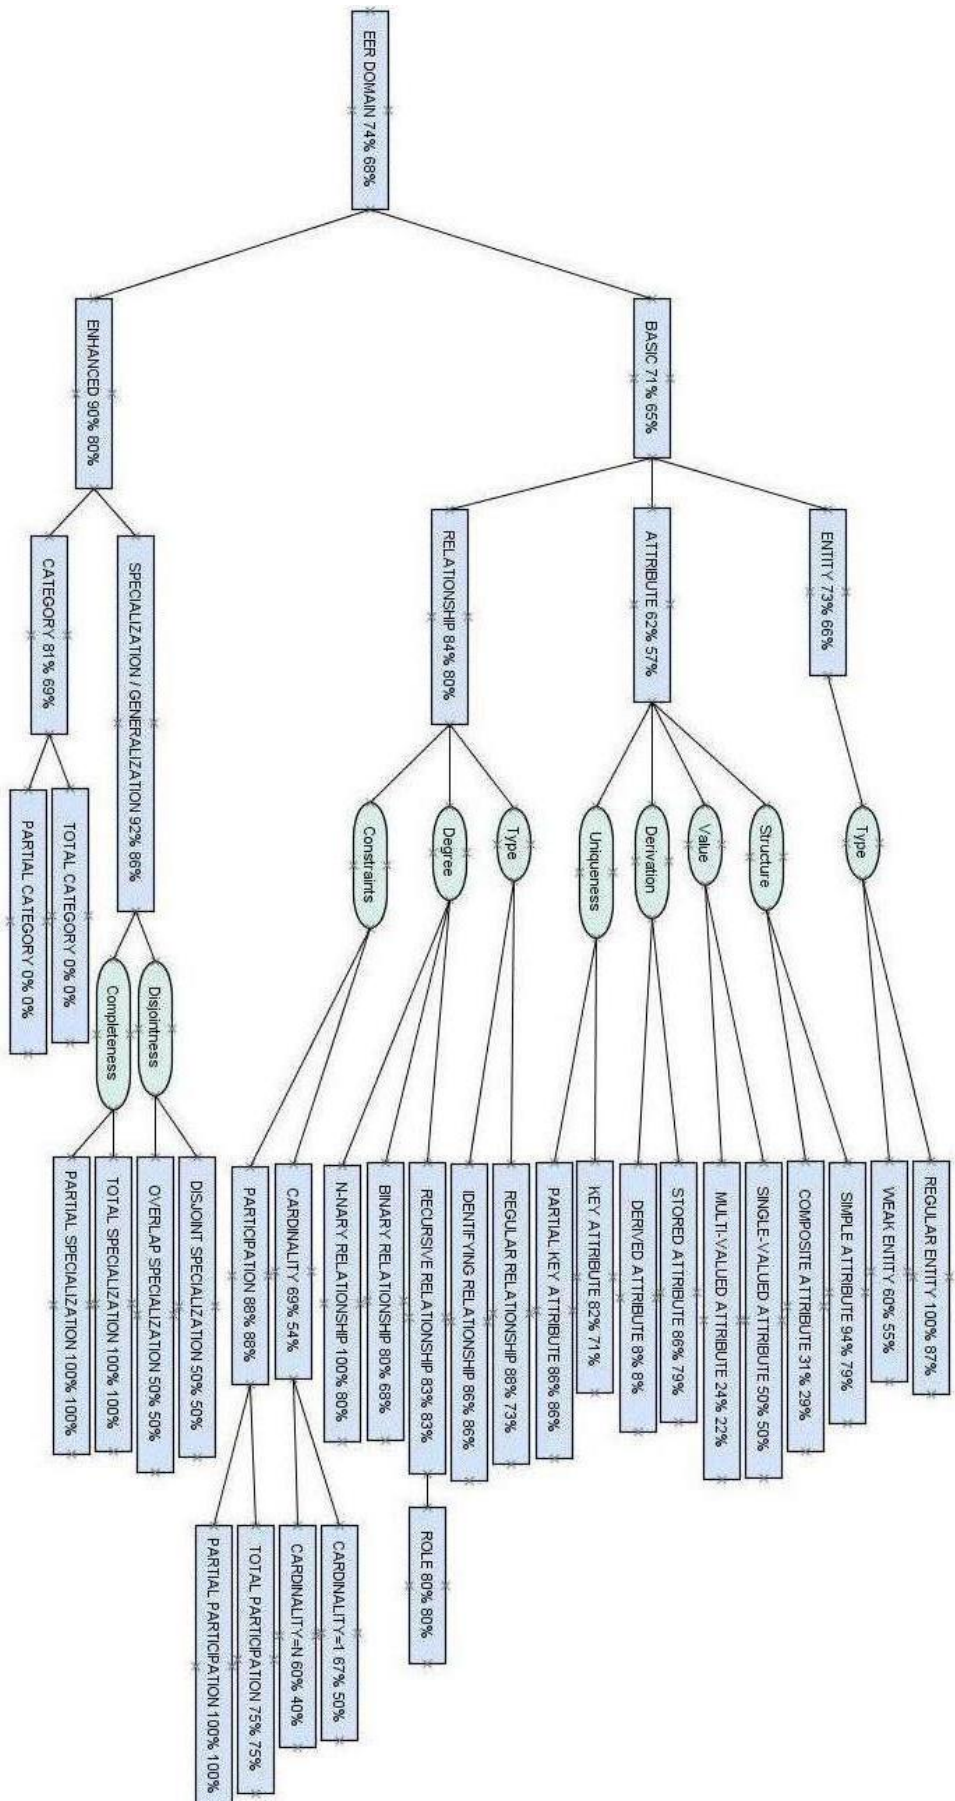 EER DOMAIN 74% 68%
BASIC 71% 65%
ENHANCED 90% 80%
ENTITY 73% 66%
ATTRIBUTE 62% 57%
RELATIONSHIP 84% 80%
SPECIALIZATION / GENERALIZATION 92% 86%
CATEGORY 81% 69%
Type
Structure
Value
Derivation
Uniqueness
Type
Degree
Constraints
TOTAL CATEGORY 0% 0%
PARTIAL CATEGORY 0% 0%
Disjointness
Completeness
REGULAR ENTITY 100% 87%
WEAK ENTITY 60% 55%
SIMPLE ATTRIBUTE 94% 79%
COMPOSITE ATTRIBUTE 31% 29%
SINGLE-VALUED ATTRIBUTE 50% 50%
MULTI-VALUED ATTRIBUTE 24% 22%
STORED ATTRIBUTE 86% 79%
DERIVED ATTRIBUTE 8% 8%
KEY ATTRIBUTE 82% 71%
PARTIAL KEY ATTRIBUTE 86% 86%
REGULAR RELATIONSHIP 88% 73%
IDENTIFYING RELATIONSHIP 86% 86%
RECURSIVE RELATIONSHIP 83% 83%
BINARY RELATIONSHIP 80% 68%
N-NARY RELATIONSHIP 100% 80%
CARDINALITY 69% 54%
PARTICIPATION 88% 88%
DISJOINT SPECIALIZATION 50% 50%
OVERLAP SPECIALIZATION 50% 50%
TOTAL SPECIALIZATION 100% 100%
PARTIAL SPECIALIZATION 100% 100%
ROLE 80% 80%
CARDINALITY=1 67% 50%
CARDINALITY=N 60% 40%
TOTAL PARTICIPATION 75% 75%
PARTIAL PARTICIPATION 100% 100%